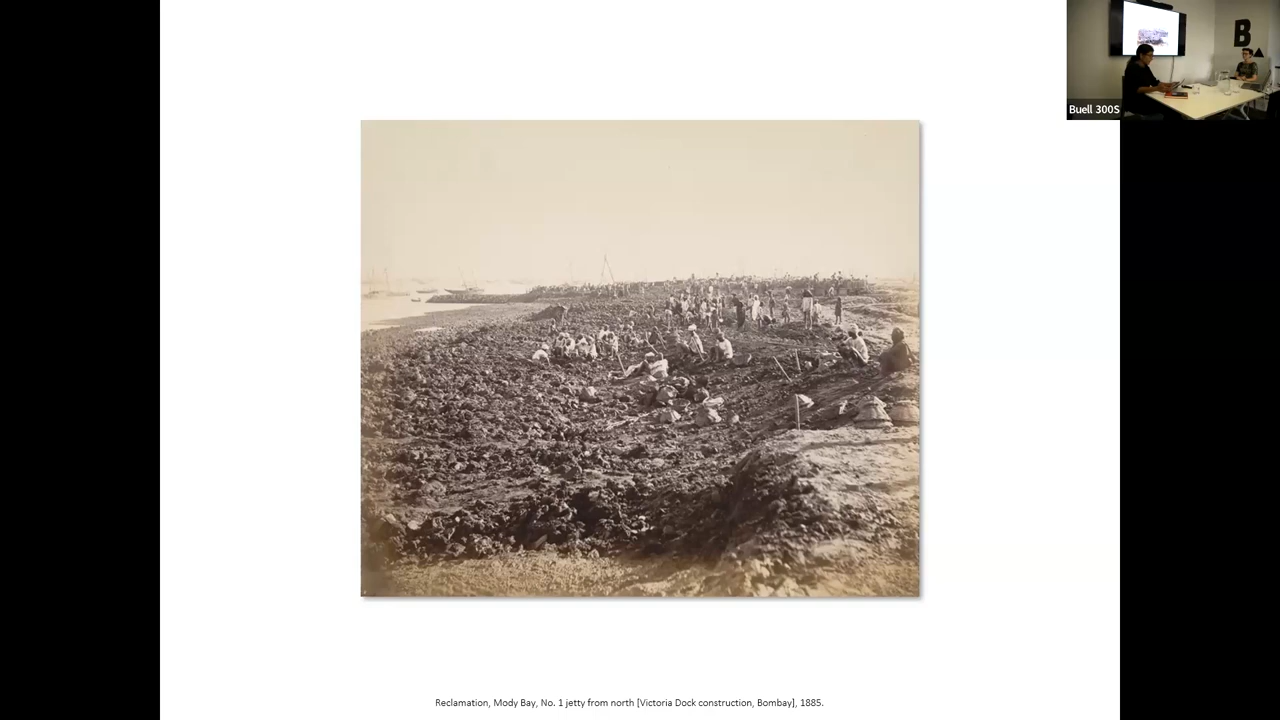 B
Buell 300S
Reclamation, Mody Bay, No. 1 jetty from north [Victoria Dock construction, Bombay], 1885.